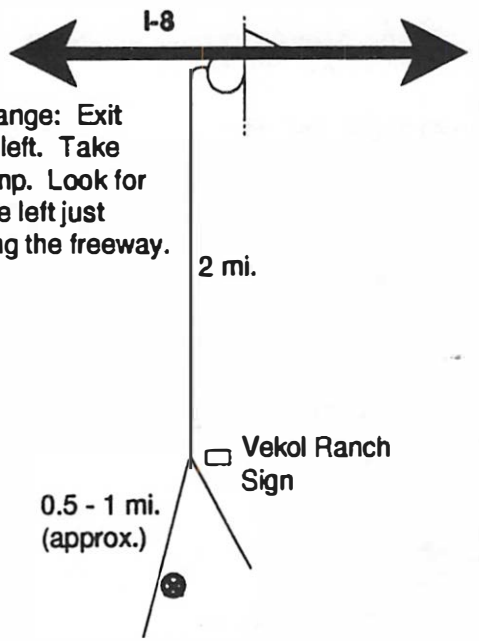 I-8
ange: Exit
left. Take
np. Look for
e left just
ng the freeway.
2 mi.
Vekol Ranch
Sign
0.5 - 1 mi.
(approx.)